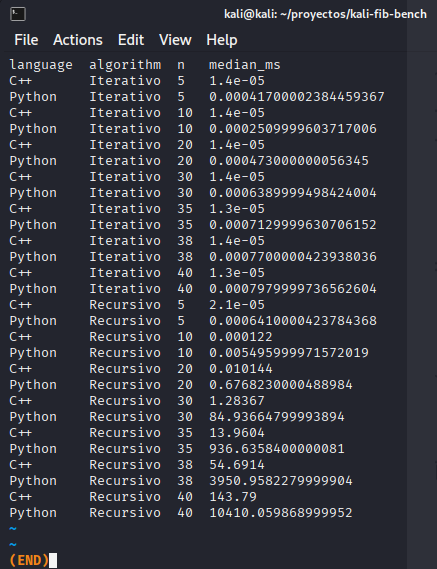 kali@kali: ~/proyectos/kali-fib-bench
File Actions Edit View Help
language algorithm n median_ms
C++ Iterativo 5 1.4e-05
Python Iterativo 5 0.00041700002384459367
C++ Iterativo 10 1.4e-05
Python Iterativo 10 0.0002509999603717006
C++ Iterativo 20 1.4e-05
Python Iterativo 20 0.000473000000056345
C++ Iterativo 30 1.4e-05
Python Iterativo 30 0.0006389999498424004
C++ Iterativo 35 1.3e-05
Python Iterativo 35 0.0007129999630706152
C++ Iterativo 38 1.4e-05
Python Iterativo 38 0.0007700000423938036
C++ Iterativo 40 1.3e-05
Python Iterativo 40 0.0007979999736562604
C++ Recursivo 5 2.1e-05
Python Recursivo 5 0.0006410000423784368
C++ Recursivo 10 0.000122
Python Recursivo 10 0.005495999971572019
C++ Recursivo 20 0.010144
Python Recursivo 20 0.6768230000488984
C++ Recursivo 30 1.28367
Python Recursivo 30 84.93664799993894
C++ Recursivo 35 13.9604
Python Recursivo 35 936.6358400000081
C++ Recursivo 38 54.6914
Python Recursivo 38 3950.9582279999904
C++ Recursivo 40 143.79
Python Recursivo 40 10410.059868999952
~
~
(END)